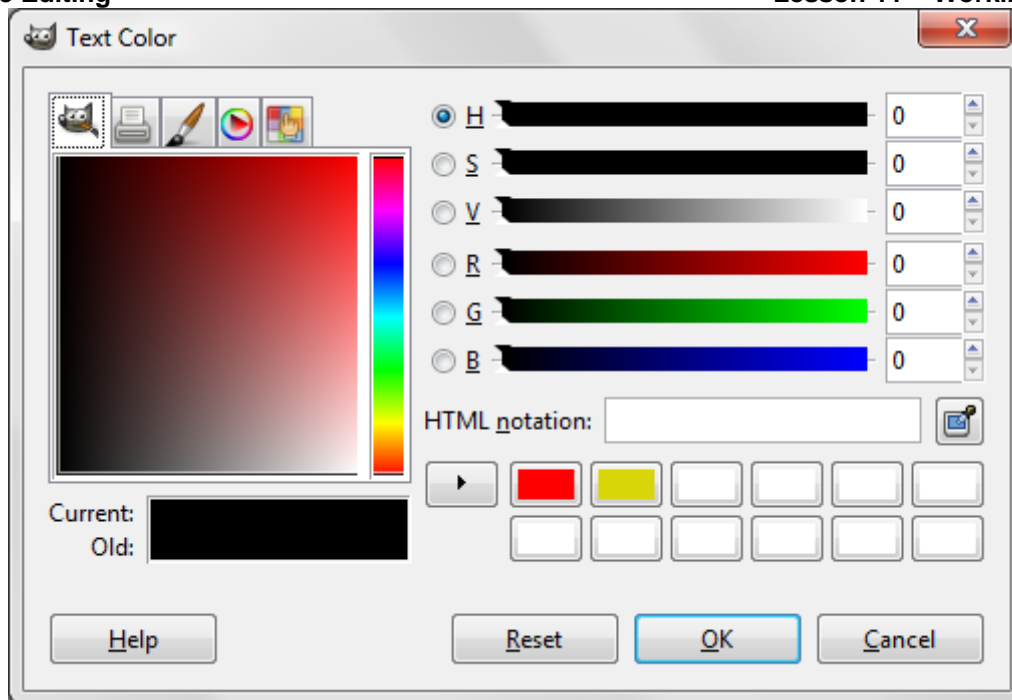 Text Color
H 0
S 0
V 0
R 0
G 0
B 0
HTML notation:
Current:
Old:
Help Reset OK Cancel